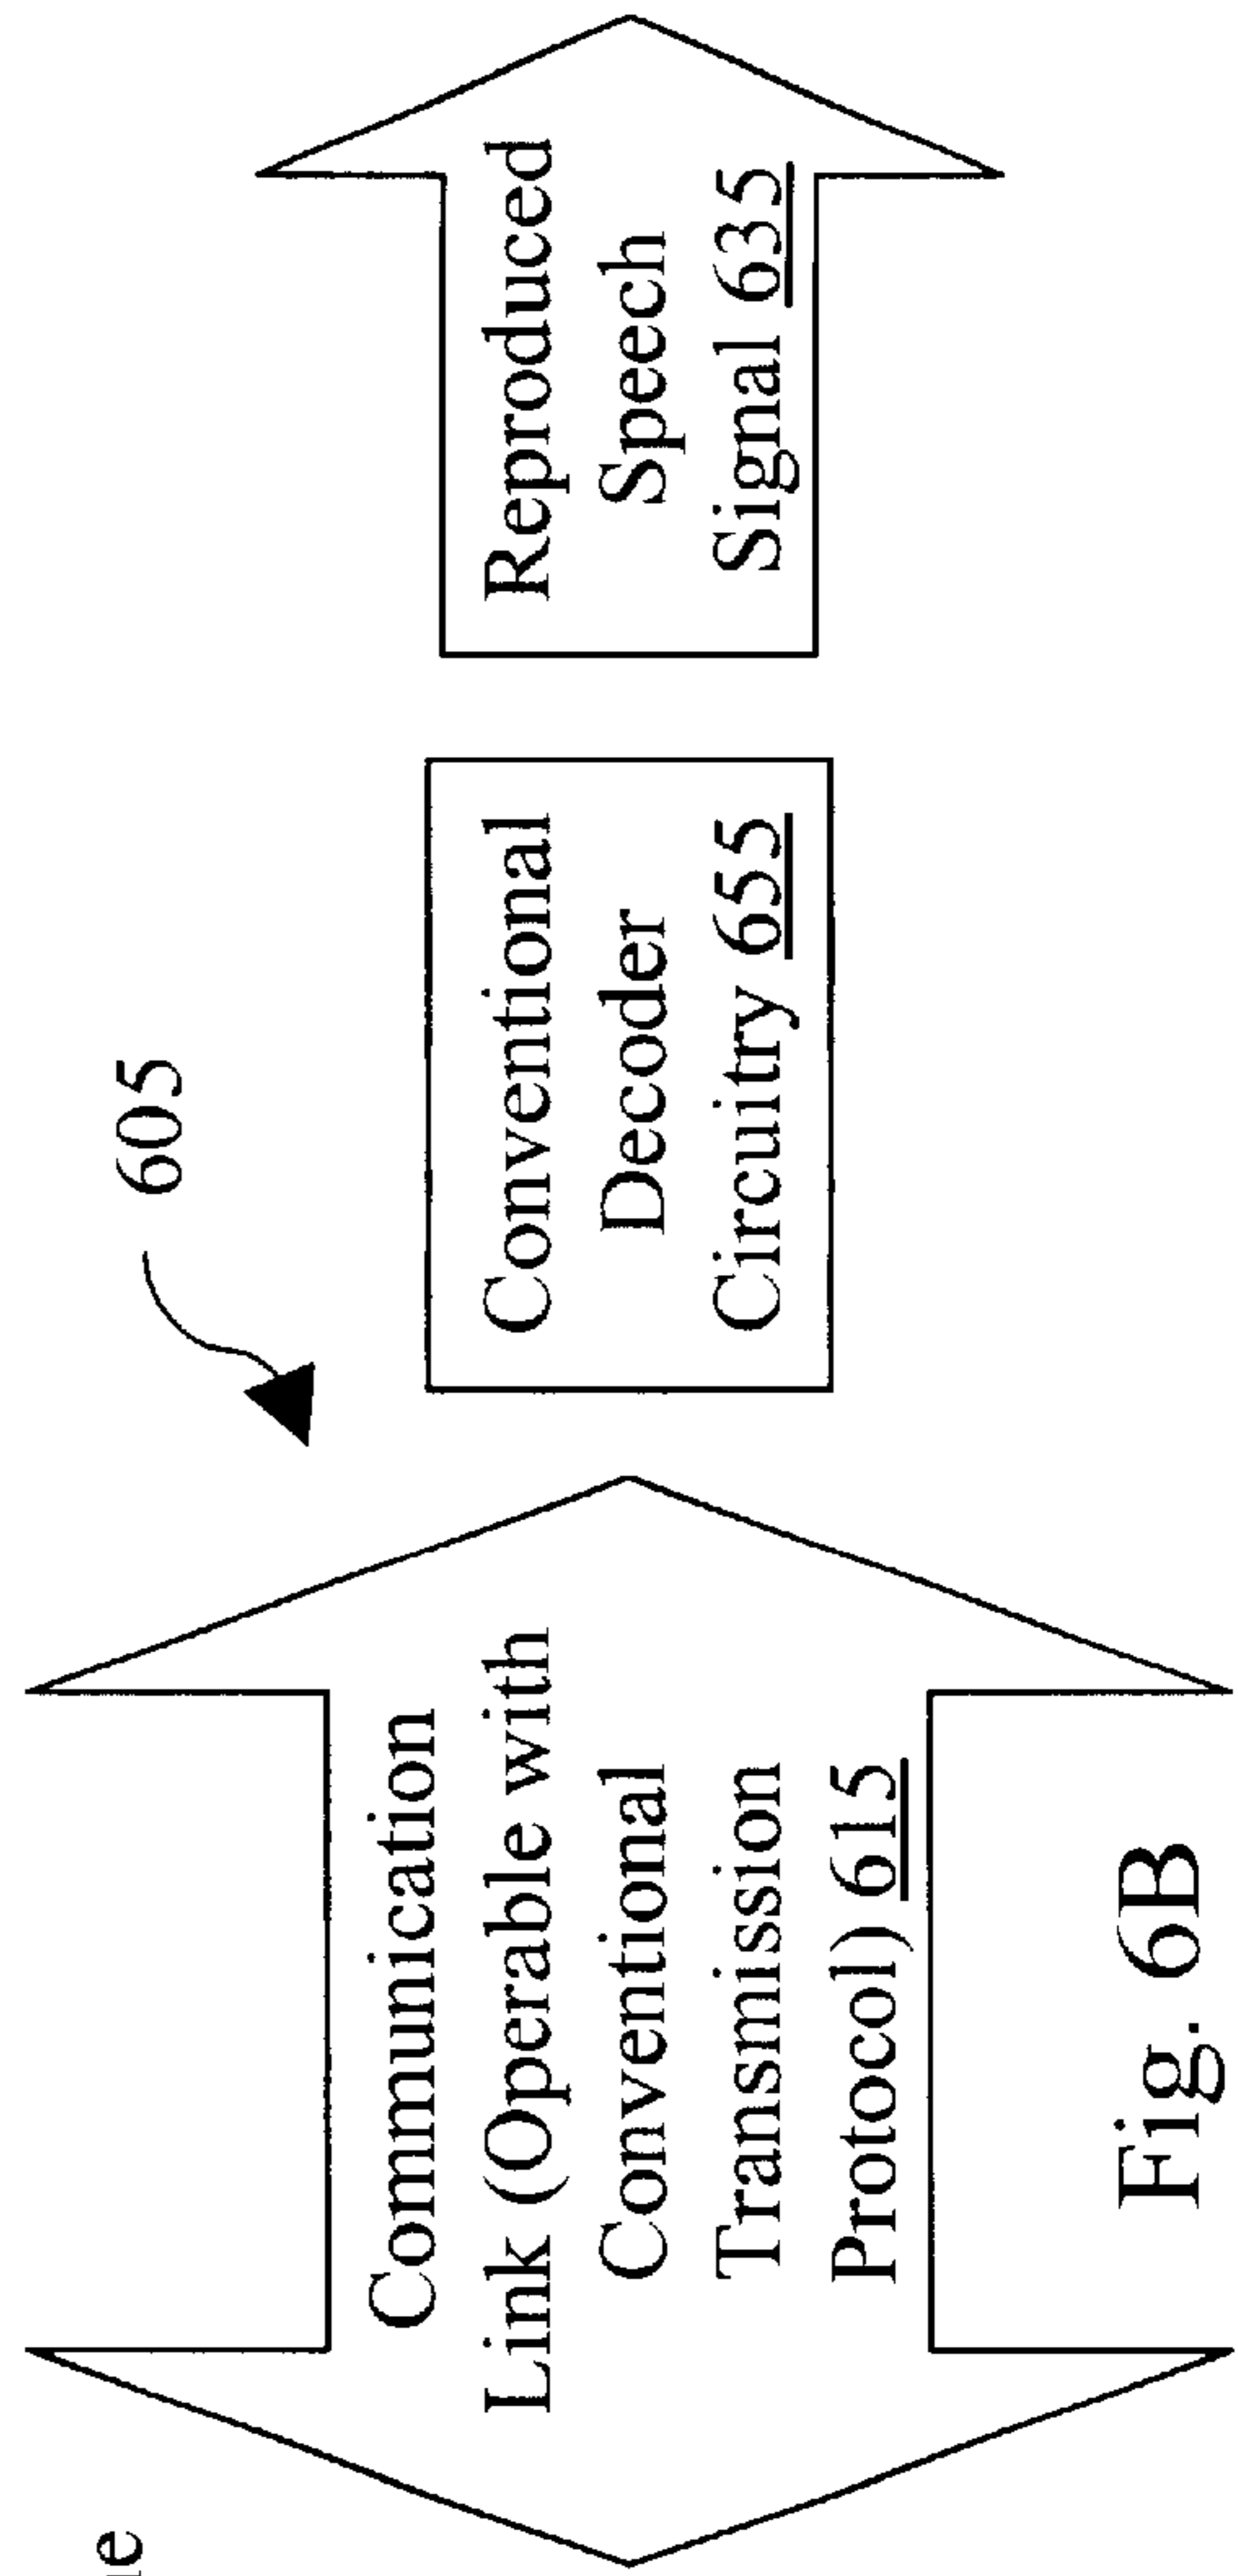 605
Communication
Link (Operable with
Conventional
Transmission
Protocol) 615
Conventional
Decoder
Circuitry 655
Reproduced
Speech
Signal 635
Fig. 6B